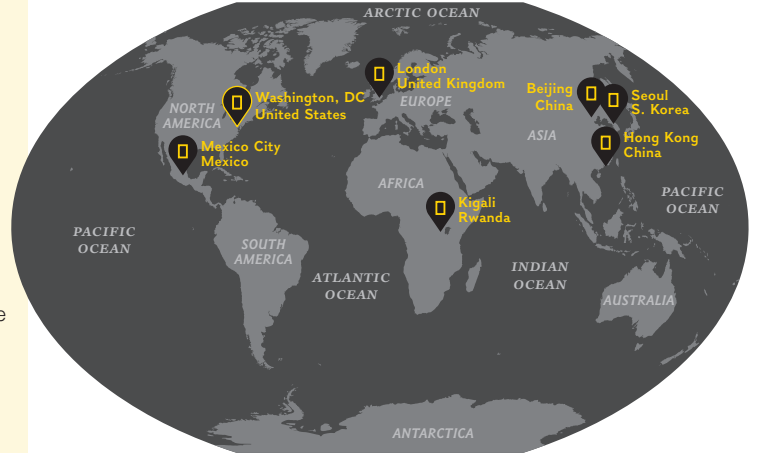 ARCTIC OCEAN
London
United Kingdom
EUROPE
Washington, DC
United States
NORTH
AMERICA
Mexico City
Mexico
Beijing
China
Seoul
S. Korea
ASIA
Hong Kong
China
AFRICA
Kigali
Rwanda
PACIFIC
OCEAN
PACIFIC
OCEAN
SOUTH
AMERICA
ATLANTIC
OCEAN
INDIAN
OCEAN
AUSTRALIA
e
ANTARCTICA